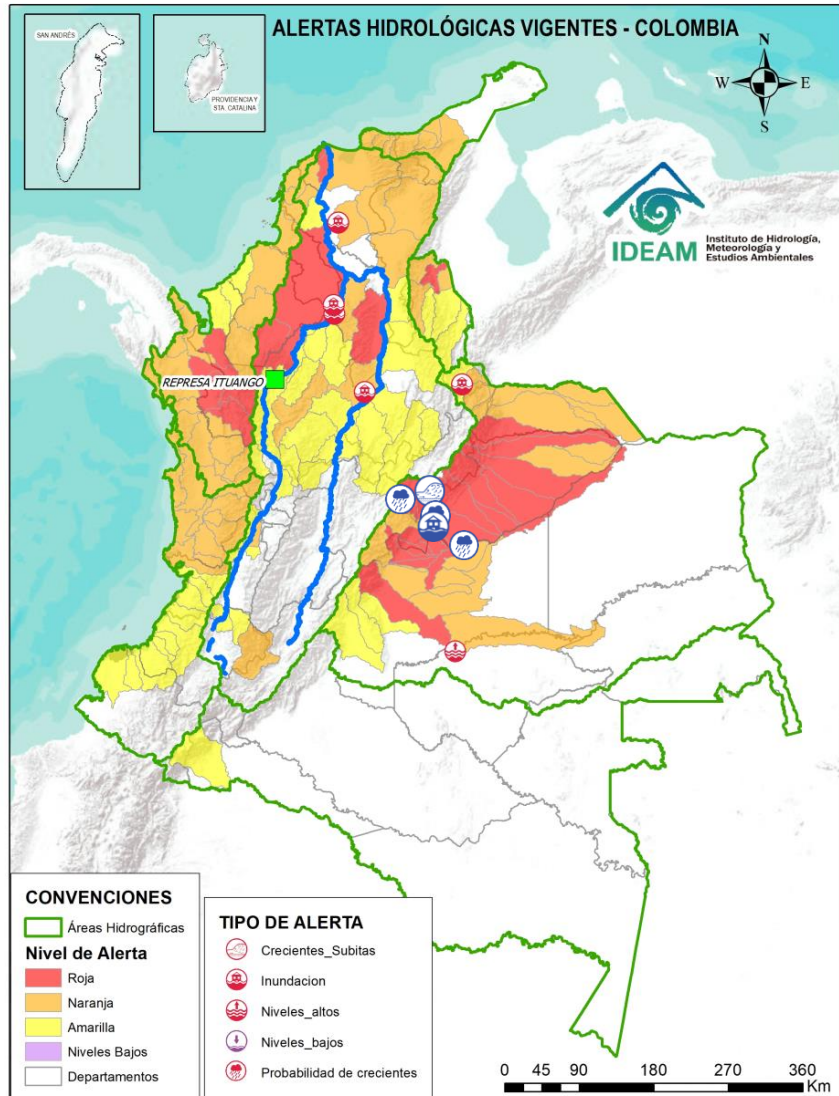 ALERTAS HIDROLÓGICAS VIGENTES - COLOMBIA
SAN ANDRÉS
PROVIDENCIA Y
STA. CATALINA
N
W
E
S
IDEAM
Instituto de Hidrología,
Meteorología y
Estudios Ambientales
REPRESA ITUANGO
CONVENCIONES
Áreas Hidrográficas
Nivel de Alerta
Roja
Naranja
Amarilla
Niveles Bajos
Departamentos
TIPO DE ALERTA
Crecientes_Subitas
Inundacion
Niveles_altos
Niveles_bajos
Probabilidad de crecientes
0 45 90 180 270 360
Km